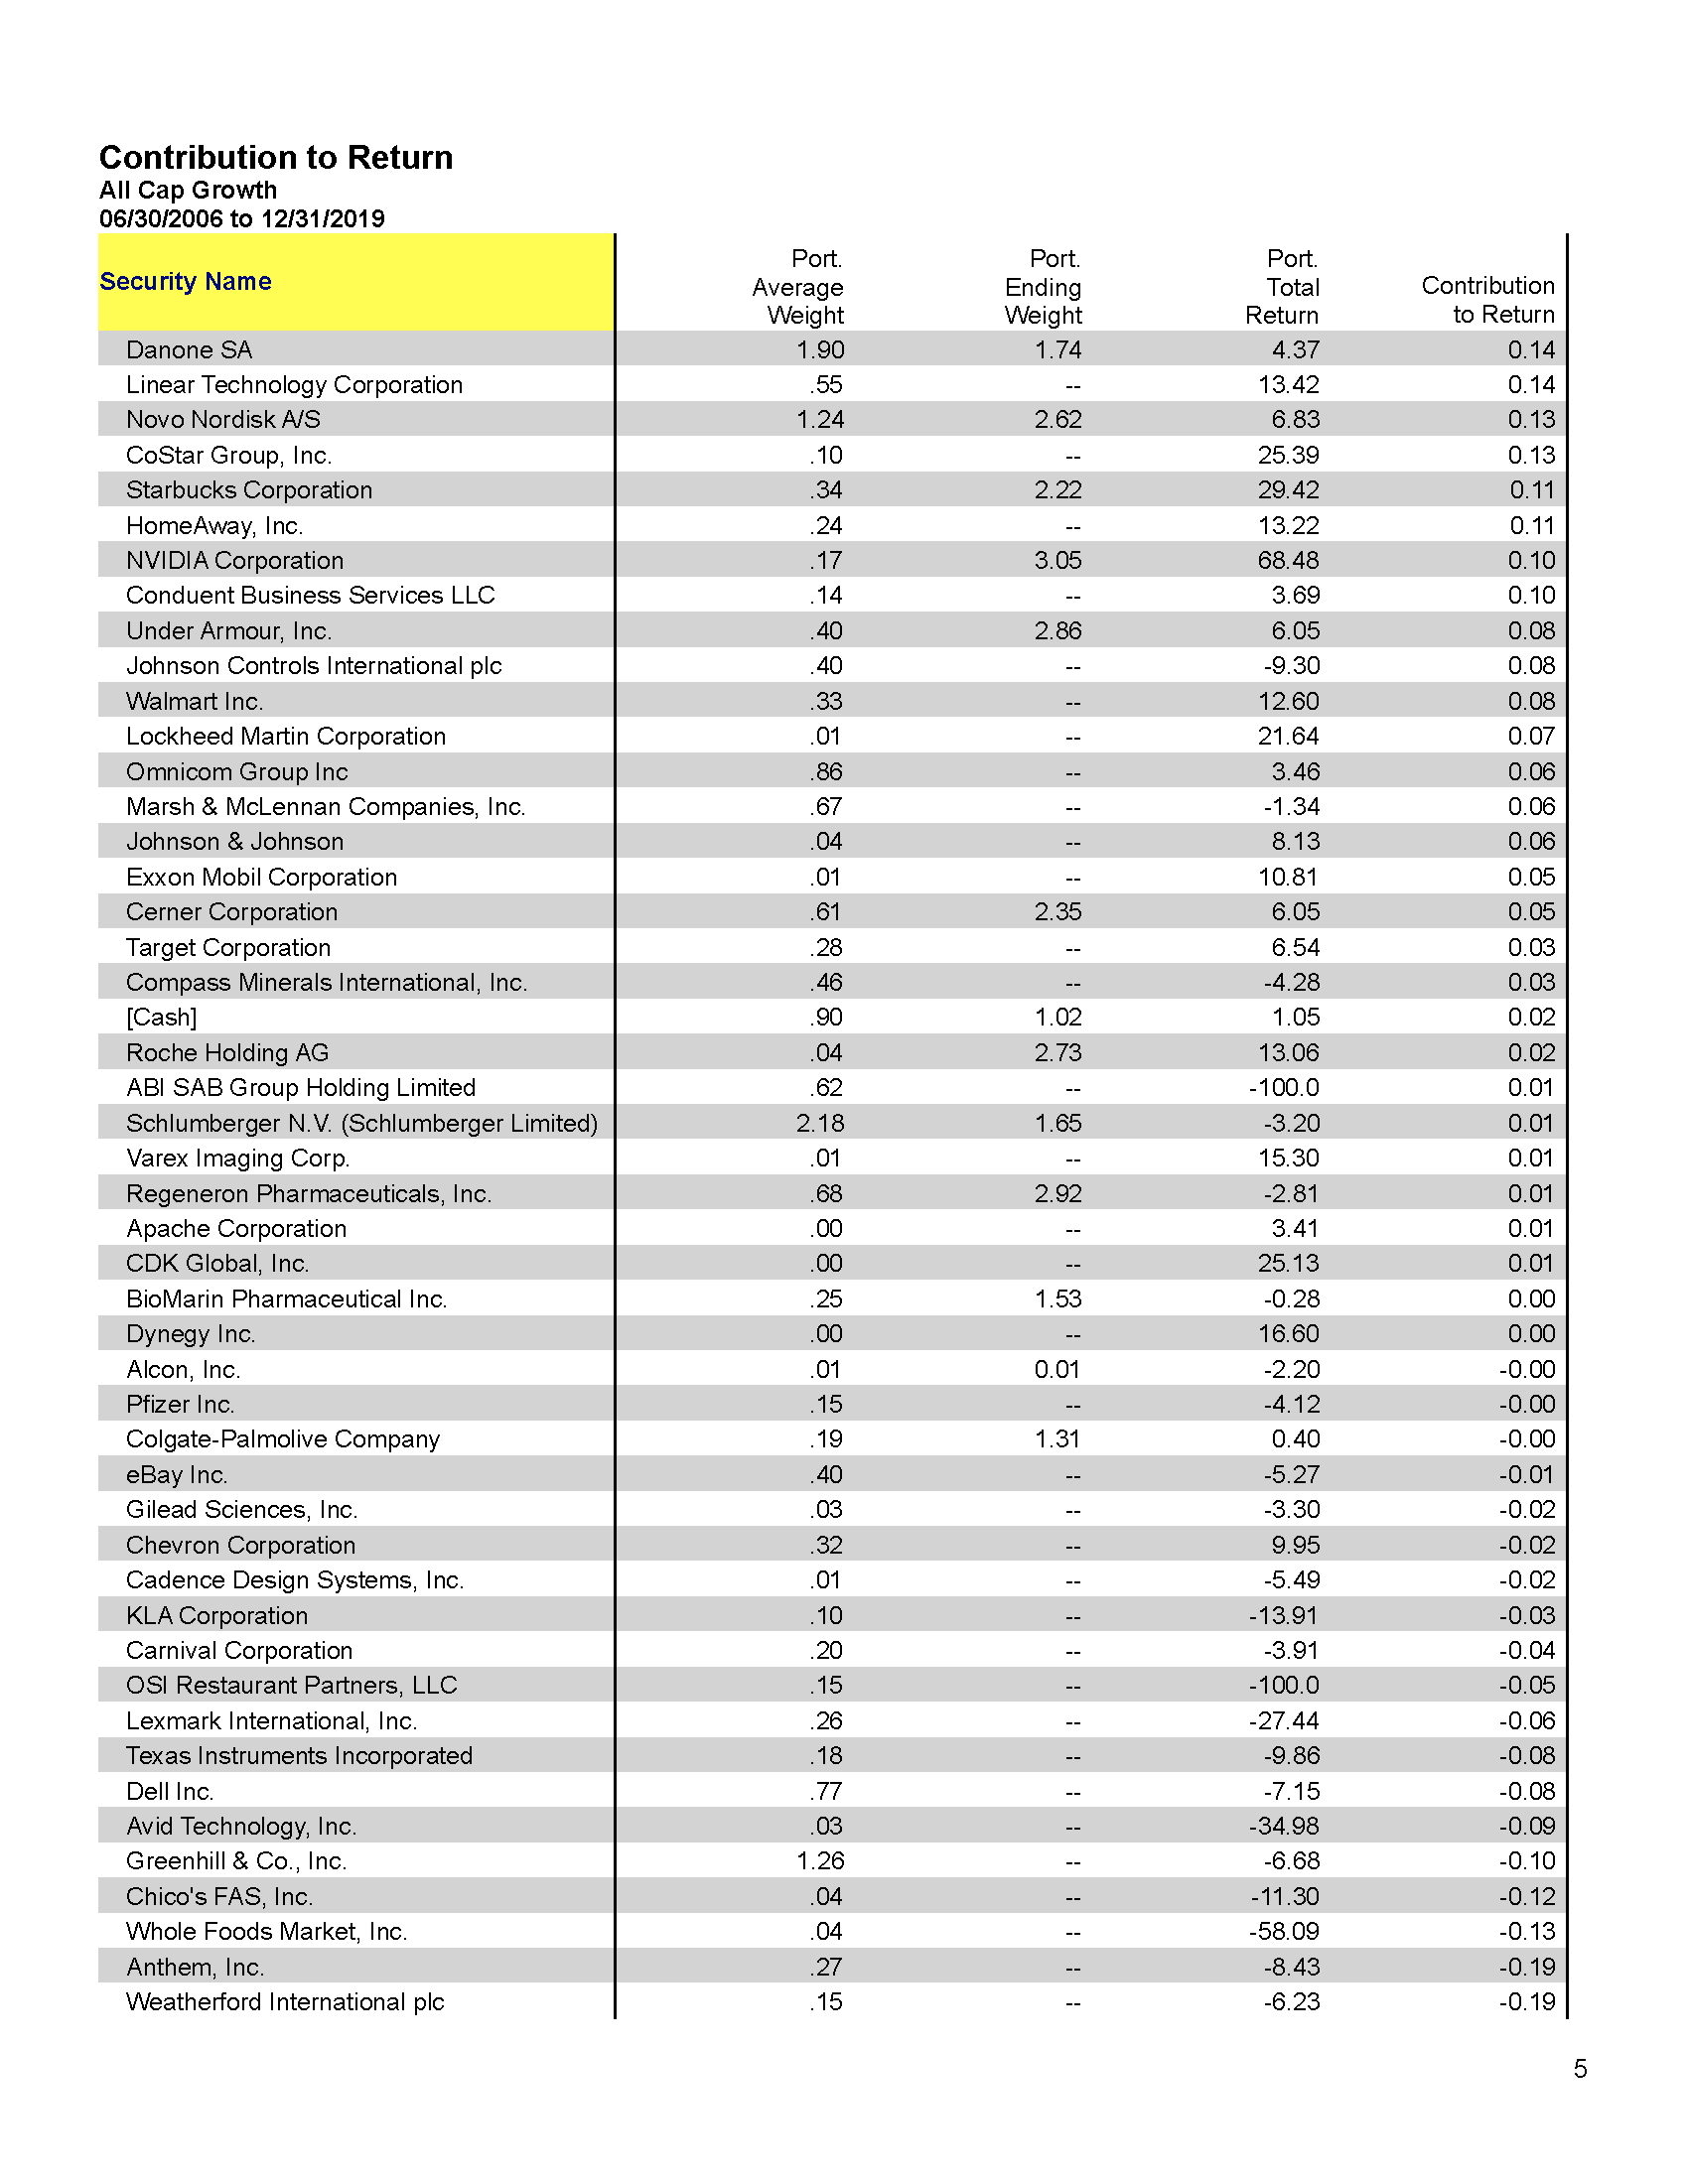 Contribution to Return
All Cap Growth
06/30/2006 to 12/31/2019
Security Name Port. Average Weight Port. Ending Weight Port. Total Return Contribution to Return
Danone SA 1.90 1.74 4.37 0.14
Linear Technology Corporation .55 -- 13.42 0.14
Novo Nordisk A/S 1.24 2.62 6.83 0.13
CoStar Group, Inc. .10 -- 25.39 0.13
Starbucks Corporation .34 2.22 29.42 0.11
HomeAway, Inc. .24 -- 13.22 0.11
NVIDIA Corporation .17 3.05 68.48 0.10
Conduent Business Services LLC .14 -- 3.69 0.10
Under Armour, Inc. .40 2.86 6.05 0.08
Johnson Controls International plc .40 -- -9.30 0.08
Walmart Inc. .33 -- 12.60 0.08
Lockheed Martin Corporation .01 -- 21.64 0.07
Omnicom Group Inc .86 -- 3.46 0.06
Marsh & McLennan Companies, Inc. .67 -- -1.34 0.06
Johnson & Johnson .04 -- 8.13 0.06
Exxon Mobil Corporation .01 -- 10.81 0.05
Cerner Corporation .61 2.35 6.05 0.05
Target Corporation .28 -- 6.54 0.03
Compass Minerals International, Inc. .46 -- -4.28 0.03
[Cash] .90 1.02 1.05 0.02
Roche Holding AG .04 2.73 13.06 0.02
ABI SAB Group Holding Limited .62 -- -100.0 0.01
Schlumberger N.V. (Schlumberger Limited) 2.18 1.65 -3.20 0.01
Varex Imaging Corp. .01 -- 15.30 0.01
Regeneron Pharmaceuticals, Inc. .68 2.92 -2.81 0.01
Apache Corporation .00 -- 3.41 0.01
CDK Global, Inc. .00 -- 25.13 0.01
BioMarin Pharmaceutical Inc. .25 1.53 -0.28 0.00
Dynegy Inc. .00 -- 16.60 0.00
Alcon, Inc. .01 0.01 -2.20 -0.00
Pfizer Inc. .15 -- -4.12 -0.00
Colgate-Palmolive Company .19 1.31 0.40 -0.00
eBay Inc. .40 -- -5.27 -0.01
Gilead Sciences, Inc. .03 -- -3.30 -0.02
Chevron Corporation .32 -- 9.95 -0.02
Cadence Design Systems, Inc. .01 -- -5.49 -0.02
KLA Corporation .10 -- -13.91 -0.03
Carnival Corporation .20 -- -3.91 -0.04
OSI Restaurant Partners, LLC .15 -- -100.0 -0.05
Lexmark International, Inc. .26 -- -27.44 -0.06
Texas Instruments Incorporated .18 -- -9.86 -0.08
Dell Inc. .77 -- -7.15 -0.08
Avid Technology, Inc. .03 -- -34.98 -0.09
Greenhill & Co., Inc. 1.26 -- -6.68 -0.10
Chico's FAS, Inc. .04 -- -11.30 -0.12
Whole Foods Market, Inc. .04 -- -58.09 -0.13
Anthem, Inc. .27 -- -8.43 -0.19
Weatherford International plc .15 -- -6.23 -0.19
5